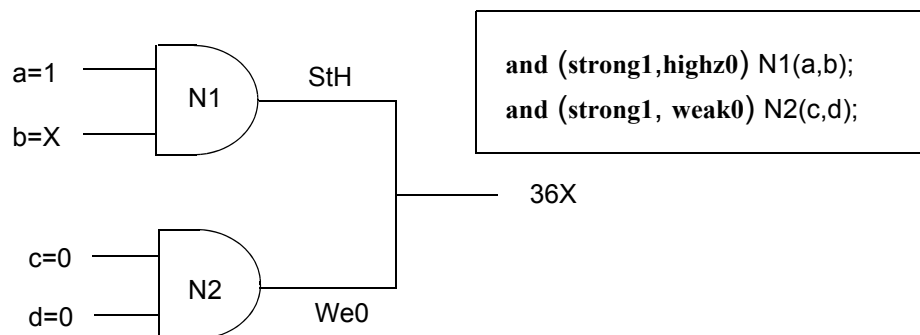 a=1
b=X
N1
StH
and (strong1,highz0) N1(a,b);
and (strong1, weak0) N2(c,d);
36X
c=0
d=0
N2
We0